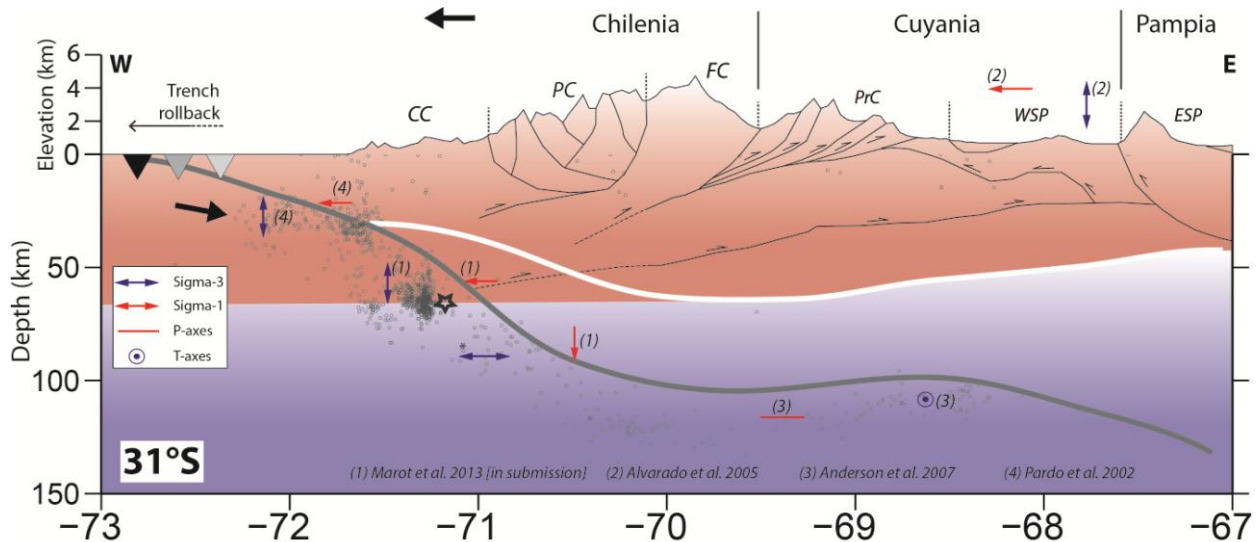 Chilenia
Cuyania
Pampia
Elevation (km)
6
4
2
0
W
E
Trench
rollback
CC
PC
FC
PrC
WSP
ESP
(2)
(2)
(4)
(4)
(1)
(1)
(1)
(3)
(3)
Sigma-3
Sigma-1
P-axes
T-axes
*
Depth (km)
50
100
150
31°S
(1) Marot et al. 2013 [in submission] (2) Alvarado et al. 2005 (3) Anderson et al. 2007 (4) Pardo et al. 2002
−73 −72 −71 −70 −69 −68 −67